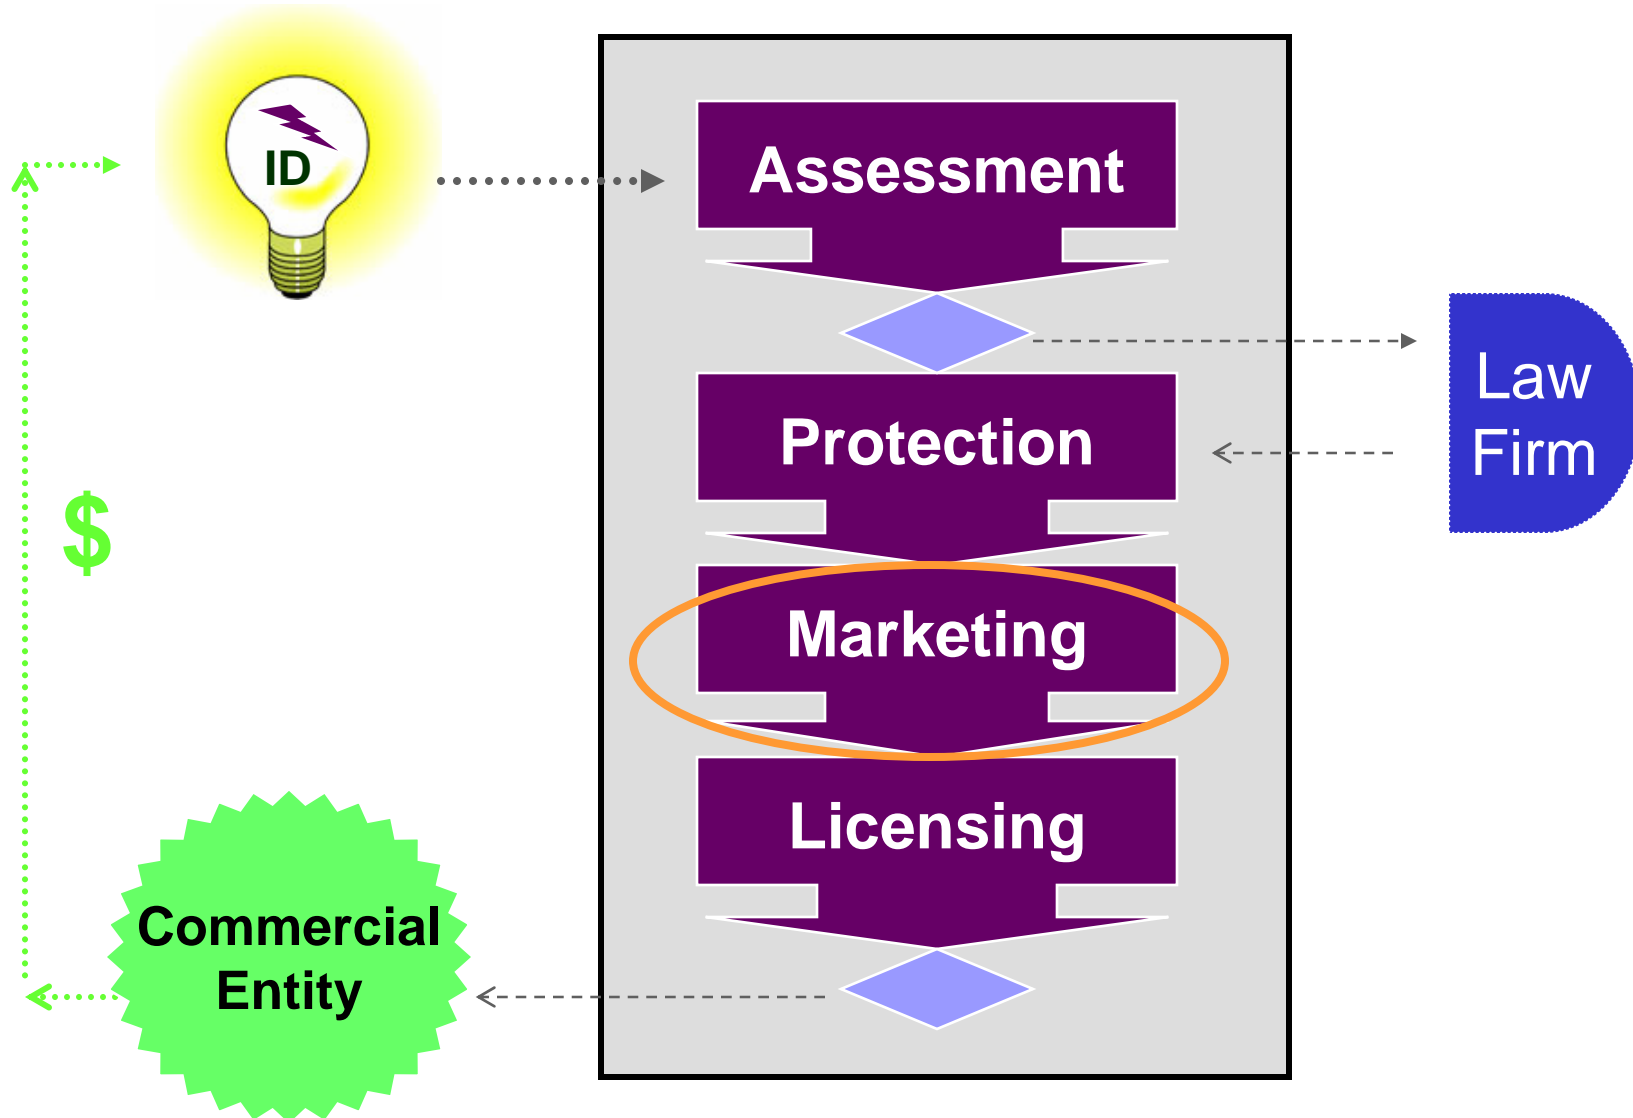 ID
Assessment
Law
Firm
Protection
$
Marketing
Licensing
Commercial
Entity